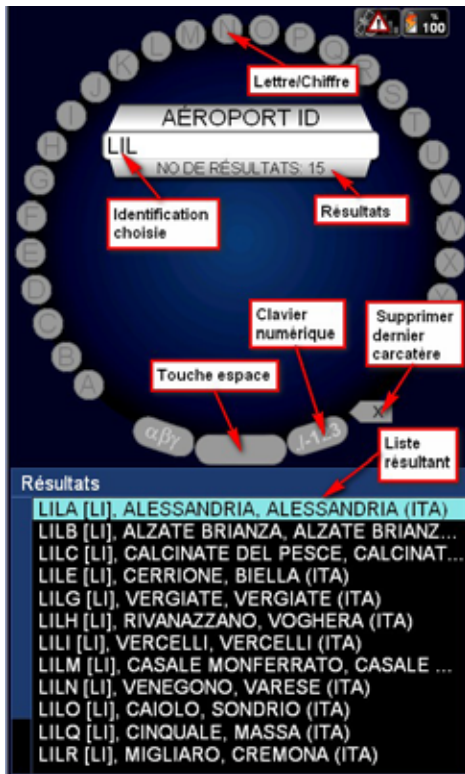 A
B
C
D
E
F
G
H
I
J
K
L
M
N
O
P
Q
R
S
T
U
V
W
X
%
100
Lettre/Chiffre
AÉROPORT ID
LIL
NO DE RÉSULTATS: 15
Identification
choisie
Résultats
Clavier
numérique
Supprimer
dernier
carcatère
Touche espace
αβγ
./-123
X
Liste
résultant
Résultats
LILA [LI], ALESSANDRIA, ALESSANDRIA (ITA)
LILB [LI], ALZATE BRIANZA, ALZATE BRIANZ...
LILC [LI], CALCINATE DEL PESCE, CALCINAT...
LILE [LI], CERRIONE, BIELLA (ITA)
LILG [LI], VERGIATE, VERGIATE (ITA)
LILH [LI], RIVANAZZANO, VOGHERA (ITA)
LILI [LI], VERCELLI, VERCELLI (ITA)
LILM [LI], CASALE MONFERRATO, CASALE ...
LILN [LI], VENEGONO, VARESE (ITA)
LILO [LI], CAIOLO, SONDRIO (ITA)
LILQ [LI], CINQUALE, MASSA (ITA)
LILR [LI], MIGLIARO, CREMONA (ITA)